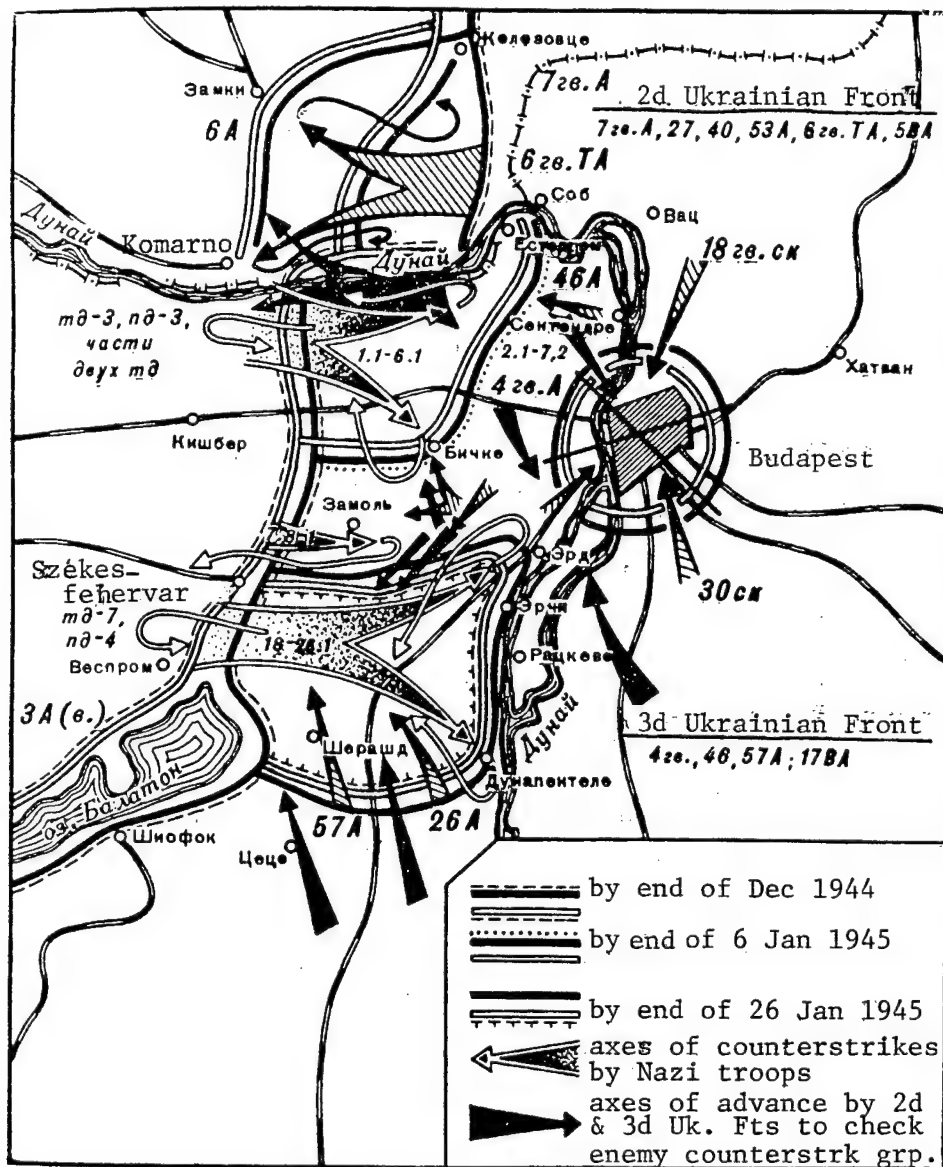 Келезовце
Замки
7гв.А
6А
2d Ukrainian Front
7гв.А, 27, 40, 53А, 6гв.ТА, 5ВА
6гв.ТА
Соб
Вац
Дунай
Komarno
Дунай
Естергом
18гв.ск
46А
Сентендре
тд-3, пд-3,
части
двух тд
1.1-6.1
2.1-7,2
Хатван
4гв.А
Кишбер
Бичке
Budapest
Замоль
Székes-
fehervar
Эрд
тд-7,
пд-4
Эрчи
30ск
Веспром
Рацкеве
3А(в.)
Дунай
3d Ukrainian Front
4гв., 46, 57А; 17ВА
Шерашд
Дунапентеле
оз. Балатон
57А
26А
Шиофок
Цеце
by end of Dec 1944
by end of 6 Jan 1945
by end of 26 Jan 1945
axes of counterstrikes
by Nazi troops
axes of advance by 2d
& 3d Uk. Fts to check
enemy counterstrk grp.